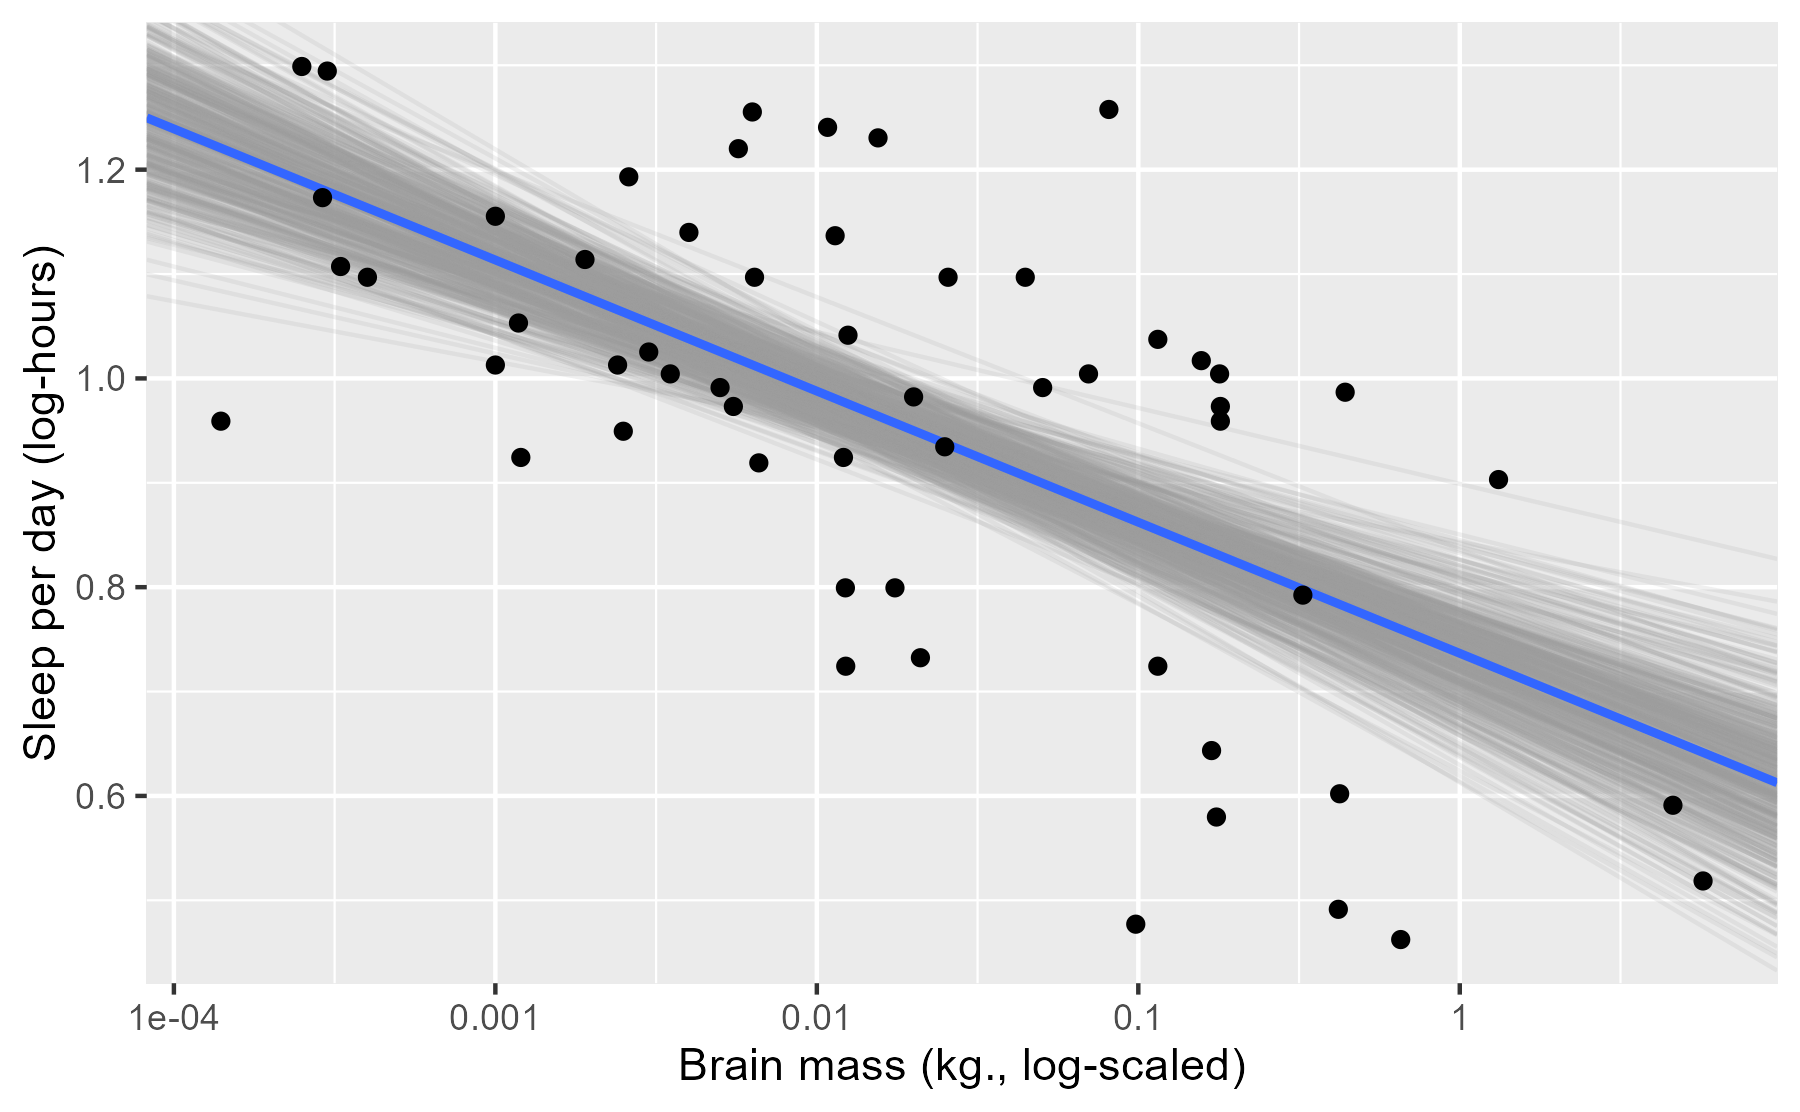 Sleep per day (log-hours)
1.2
1.0
0.8
0.6
1e-04
0.001
0.01
0.1
1
Brain mass (kg., log-scaled)